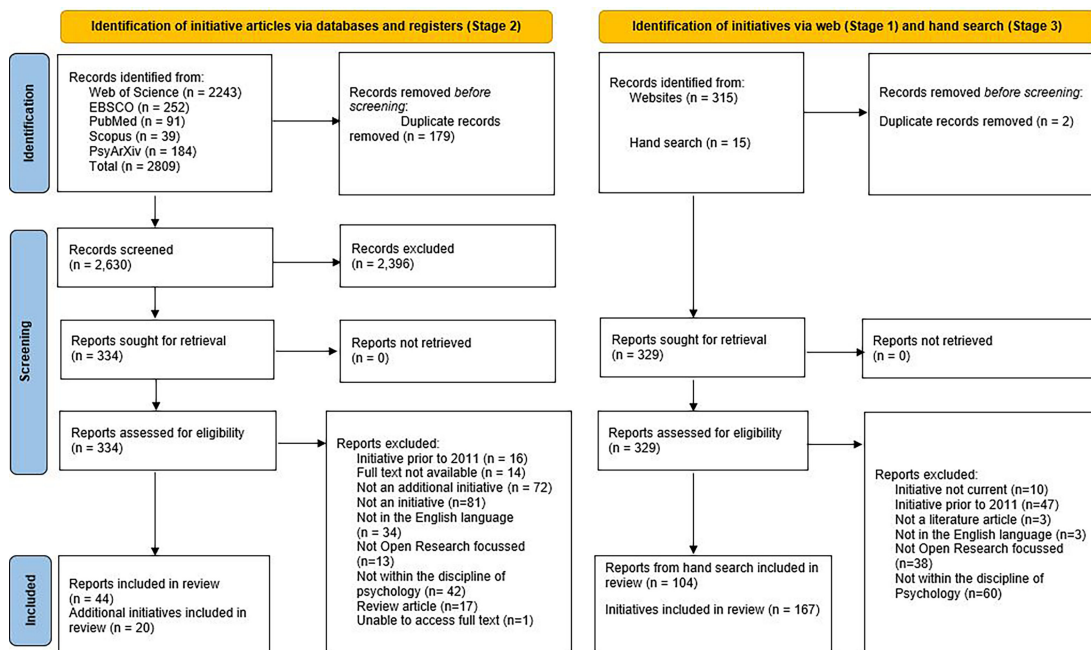 Identification of initiative articles via databases and registers (Stage 2)
Identification of initiatives via web (Stage 1) and hand search (Stage 3)
Identification
Records identified from:
Web of Science (n = 2243)
EBSCO (n = 252)
PubMed (n = 91)
Scopus (n = 39)
PsyArXiv (n = 184)
Total (n = 2809)
Records removed before
screening:
Duplicate records
removed (n = 179)
Records identified from:
Websites (n = 315)
Hand search (n = 15)
Records removed before screening:
Duplicate records removed (n = 2)
Screening
Records screened
(n = 2,630)
Records excluded
(n = 2,396)
Reports sought for retrieval
(n = 334)
Reports not retrieved
(n = 0)
Reports sought for retrieval
(n = 329)
Reports not retrieved
(n = 0)
Reports assessed for eligibility
(n = 334)
Reports excluded:
Initiative prior to 2011 (n = 16)
Full text not available (n = 14)
Not an additional initiative (n = 72)
Not an initiative (n=81)
Not in the English language
(n = 34)
Not Open Research focussed
(n=13)
Not within the discipline of
psychology (n = 42)
Review article (n=17)
Unable to access full text (n=1)
Reports assessed for eligibility
(n = 329)
Reports excluded:
Initiative not current (n=10)
Initiative prior to 2011 (n=47)
Not a literature article (n=3)
Not in the English language (n=3)
Not Open Research focussed
(n=38)
Not within the discipline of
Psychology (n=60)
Included
Reports included in review
(n = 44)
Additional initiatives included in
review (n = 20)
Reports from hand search included in
review (n = 104)
Initiatives included in review (n = 167)